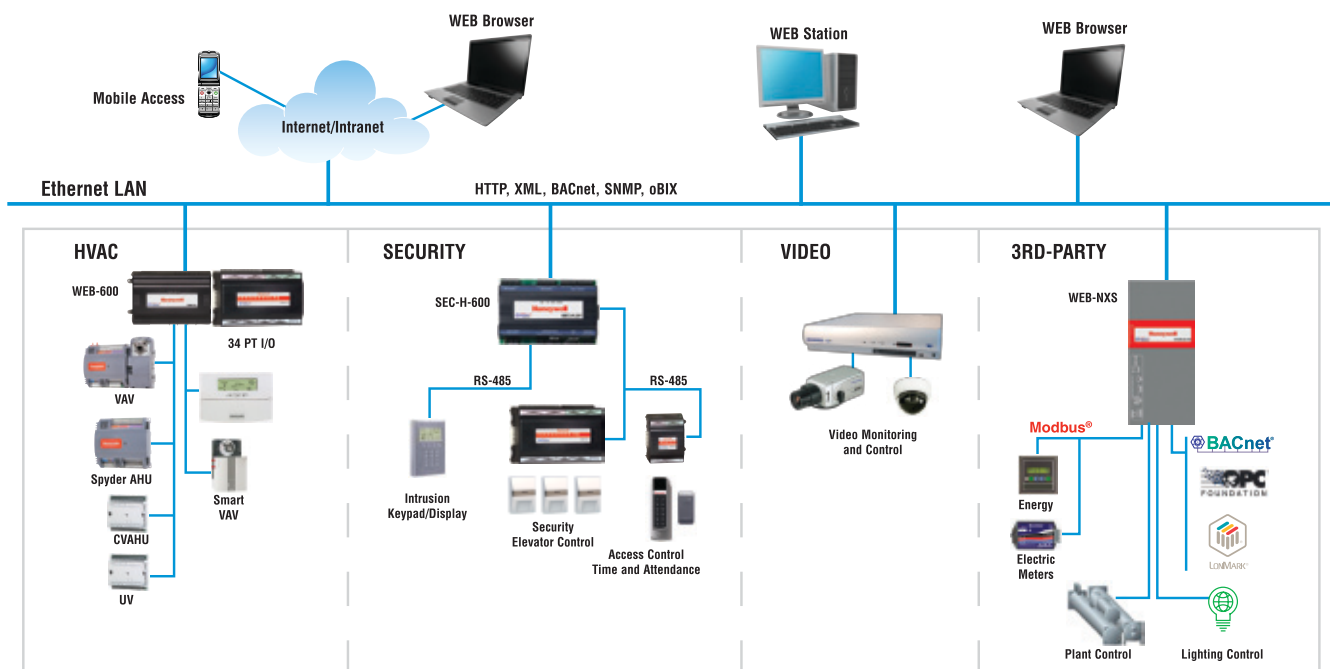 WEB Browser
Mobile Access
Internet/Intranet
WEB Station
WEB Browser
Ethernet LAN
HTTP, XML, BACnet, SNMP, oBIX
HVAC
WEB-600
Honeywell
34 PT I/O
VAV
Spyder AHU
Smart
VAV
CVAHU
UV
SECURITY
SEC-H-600
Honeywell
RS-485
RS-485
Intrusion
Keypad/Display
Security
Elevator Control
Access Control
Time and Attendance
VIDEO
Video Monitoring
and Control
3RD-PARTY
WEB-NXS
Honeywell
Modbus®
Energy
Electric
Meters
BACnet®
OPC
FOUNDATION
LONMARK®
Plant Control
Lighting Control